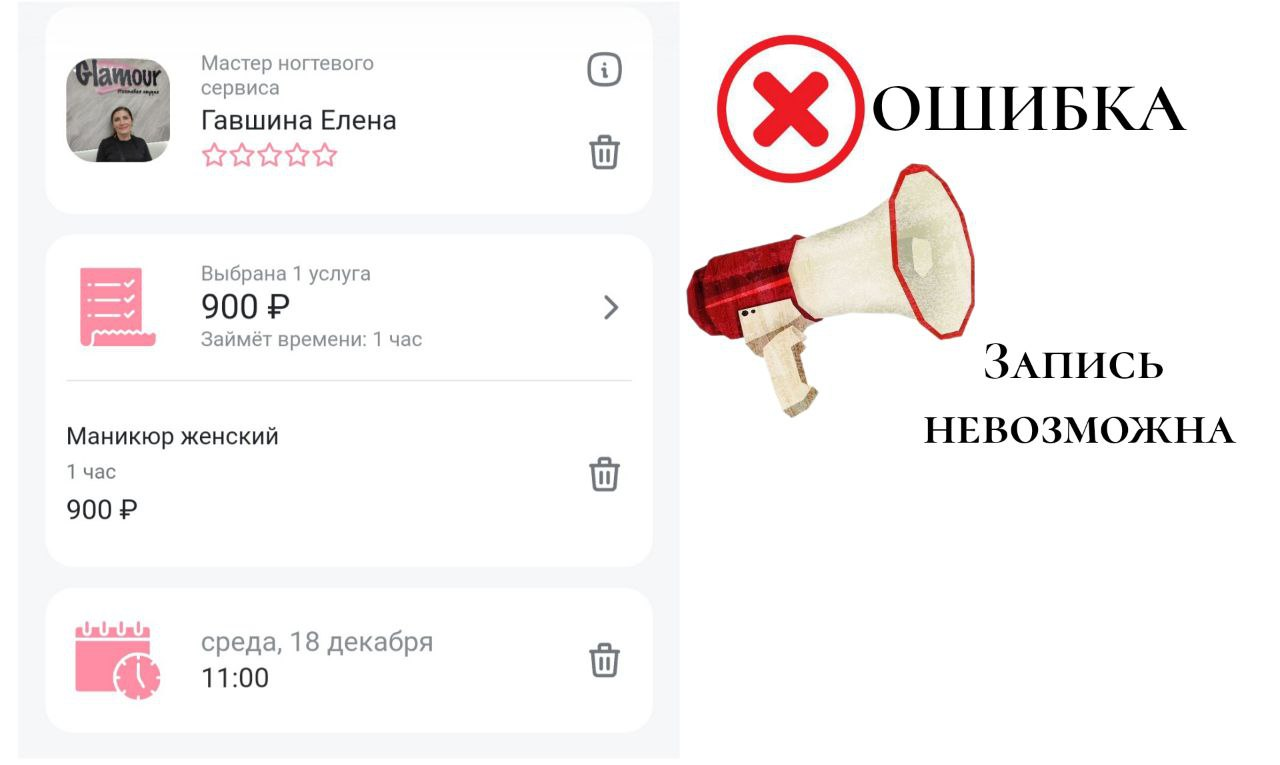 Glamour
Мастер ногтевого
сервиса
Гавшина Елена
Выбрана 1 услуга
900 ₽
Займёт времени: 1 час
Маникюр женский
1 час
900 ₽
среда, 18 декабря
11:00
ОШИБКА
Запись
невозможна